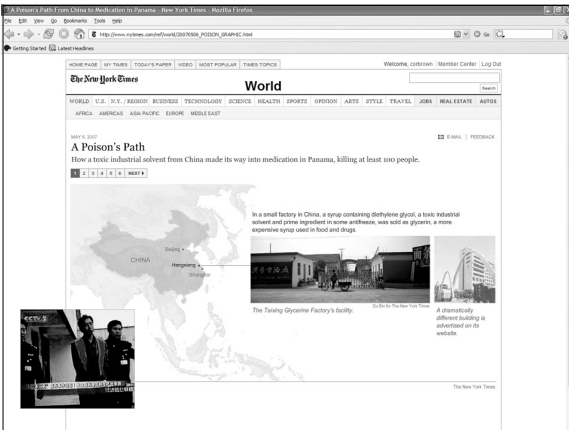 A Poison's Path From China to Medication in Panama - New York Times - Mozilla Firefox
File Edit View Go Bookmarks Tools Help
http://www.nytimes.com/ref/world/20070506_POISON_GRAPHIC.html
Go
Getting Started Latest Headlines
HOME PAGE MY TIMES TODAY'S PAPER VIDEO MOST POPULAR TIMES TOPICS
Welcome, corbrown Member Center Log Out
The New York Times
World
Search
WORLD U.S. N.Y. / REGION BUSINESS TECHNOLOGY SCIENCE HEALTH SPORTS OPINION ARTS STYLE TRAVEL JOBS REAL ESTATE AUTOS
AFRICA AMERICAS ASIA PACIFIC EUROPE MIDDLE EAST
MAY 5, 2007
E-MAIL FEEDBACK
A Poison's Path
How a toxic industrial solvent from China made its way into medication in Panama, killing at least 100 people.
1 2 3 4 5 6 NEXT
In a small factory in China, a syrup containing diethylene glycol, a toxic industrial
solvent and prime ingredient in some antifreeze, was sold as glycerin, a more
expensive syrup used in food and drugs.
Beijing
CHINA
Hengxiang
Shanghai
Du Bin for The New York Times
The Taixing Glycerine Factory's facility.
A dramatically
different building is
advertised on its
website.
CCTV
The New York Times